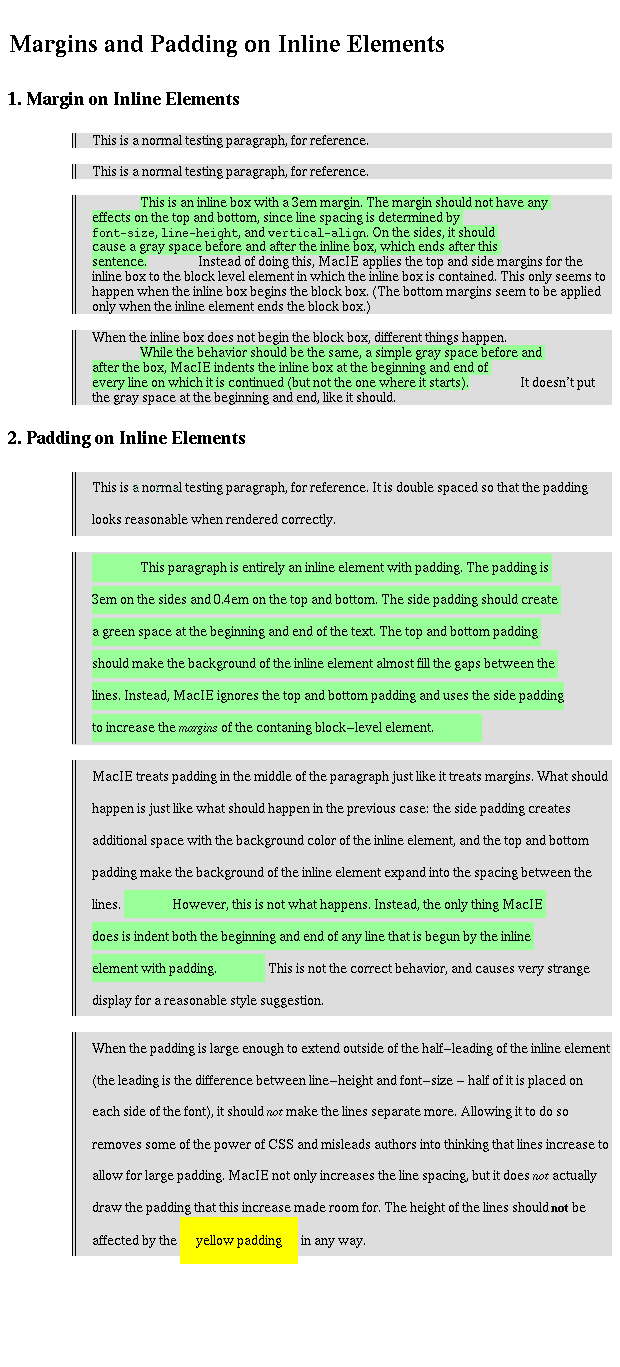 Margins and Padding on Inline Elements
1. Margin on Inline Elements
This is a normal testing paragraph, for reference.
This is a normal testing paragraph, for reference.
This is an inline box with a 3em margin. The margin should not have any
effects on the top and bottom, since line spacing is determined by
font-size, line-height, and vertical-align. On the sides, it should
cause a gray space before and after the inline box, which ends after this
sentence. Instead of doing this, MacIE applies the top and side margins for the
inline box to the block level element in which the inline box is contained. This only seems to
happen when the inline box begins the block box. (The bottom margins seem to be applied
only when the inline element ends the block box.)
When the inline box does not begin the block box, different things happen.
While the behavior should be the same, a simple gray space before and
after the box, MacIE indents the inline box at the beginning and end of
every line on which it is continued (but not the one where it starts). It doesn't put
the gray space at the beginning and end, like it should.
2. Padding on Inline Elements
This is a normal testing paragraph, for reference. It is double spaced so that the padding
looks reasonable when rendered correctly.
This paragraph is entirely an inline element with padding. The padding is
3em on the sides and 0.4em on the top and bottom. The side padding should create
a green space at the beginning and end of the text. The top and bottom padding
should make the background of the inline element almost fill the gaps between the
lines. Instead, MacIE ignores the top and bottom padding and uses the side padding
to increase the margins of the contaning block-level element.
MacIE treats padding in the middle of the paragraph just like it treats margins. What should
happen is just like what should happen in the previous case: the side padding creates
additional space with the background color of the inline element, and the top and bottom
padding make the background of the inline element expand into the spacing between the
lines. However, this is not what happens. Instead, the only thing MacIE
does is indent both the beginning and end of any line that is begun by the inline
element with padding. This is not the correct behavior, and causes very strange
display for a reasonable style suggestion.
When the padding is large enough to extend outside of the half-leading of the inline element
(the leading is the difference between line-height and font-size - half of it is placed on
each side of the font), it should not make the lines separate more. Allowing it to do so
removes some of the power of CSS and misleads authors into thinking that lines increase to
allow for large padding. MacIE not only increases the line spacing, but it does not actually
draw the padding that this increase made room for. The height of the lines should not be
affected by the yellow padding in any way.